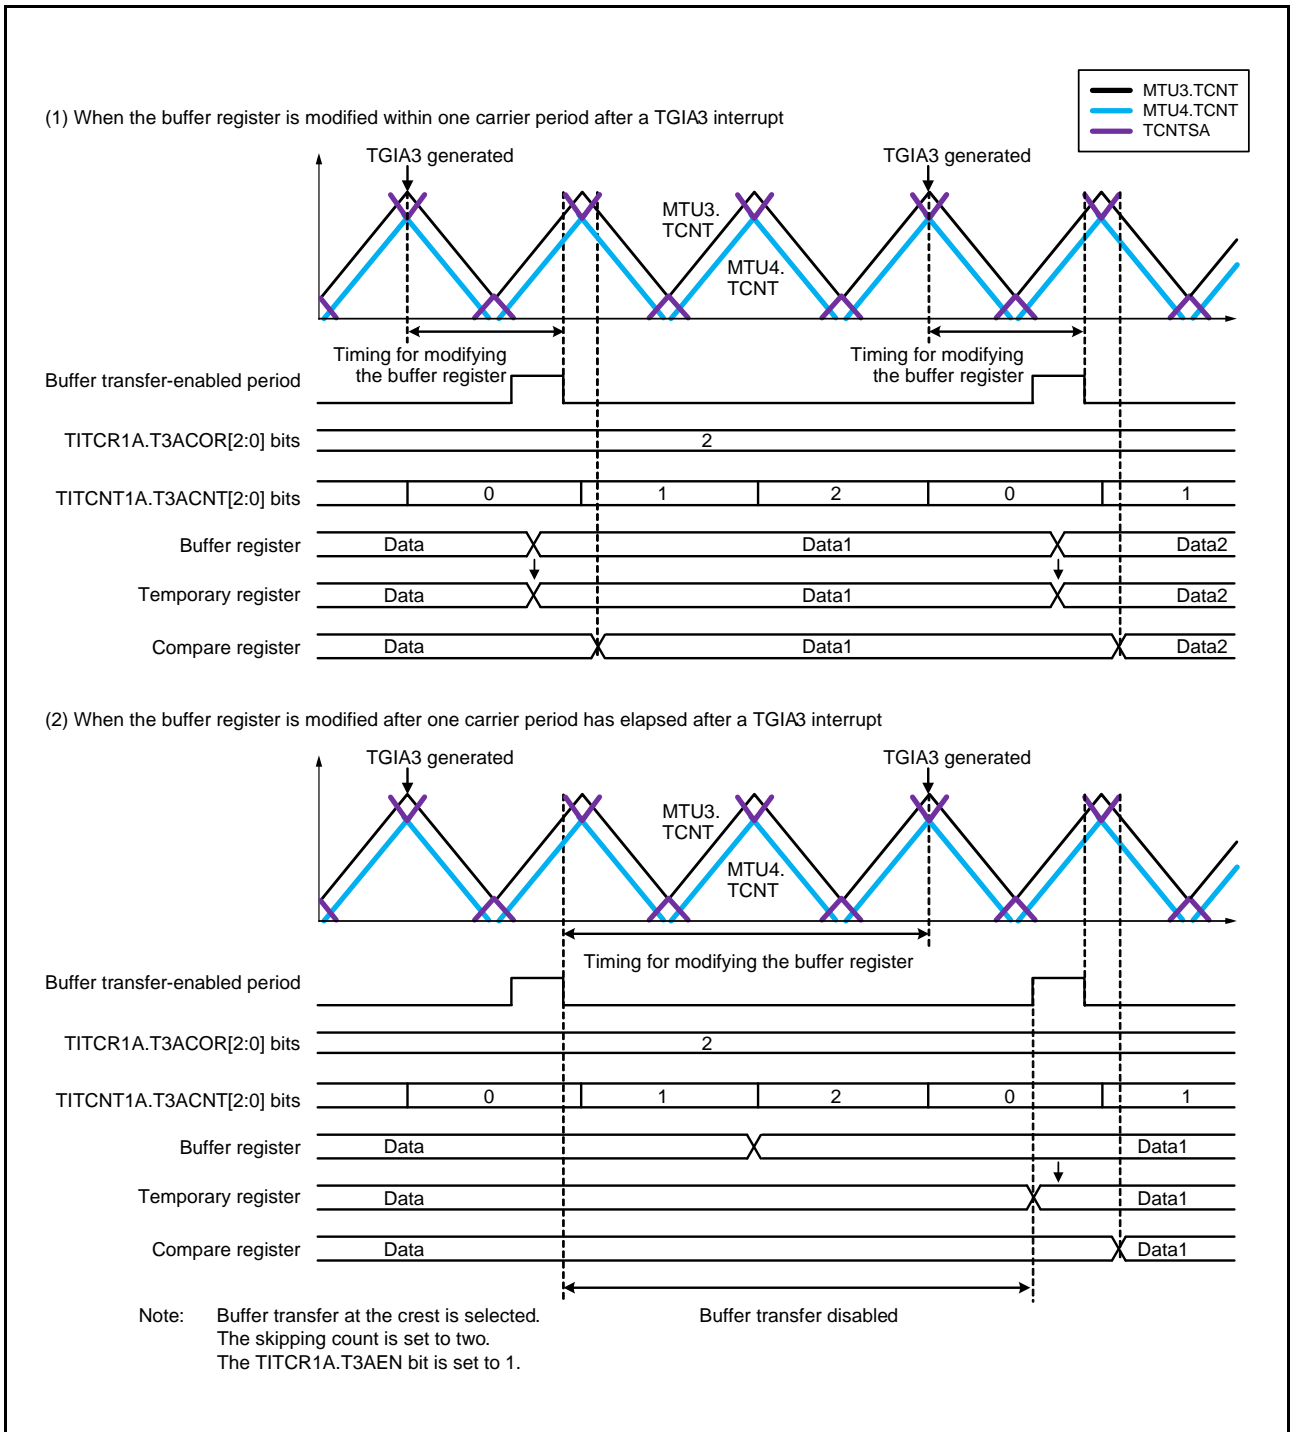 MTU3.TCNT
MTU4.TCNT
TCNTSA
(1) When the buffer register is modified within one carrier period after a TGIA3 interrupt
TGIA3 generated
TGIA3 generated
MTU3.
TCNT
MTU4.
TCNT
Timing for modifying
the buffer register
Timing for modifying
the buffer register
Buffer transfer-enabled period
TITCR1A.T3ACOR[2:0] bits
2
TITCNT1A.T3ACNT[2:0] bits
0 1 2 0 1
Buffer register
Data Data1 Data2
Temporary register
Data Data1 Data2
Compare register
Data Data1 Data2
(2) When the buffer register is modified after one carrier period has elapsed after a TGIA3 interrupt
TGIA3 generated
TGIA3 generated
MTU3.
TCNT
MTU4.
TCNT
Timing for modifying the buffer register
Buffer transfer-enabled period
TITCR1A.T3ACOR[2:0] bits
2
TITCNT1A.T3ACNT[2:0] bits
0 1 2 0 1
Buffer register
Data Data1
Temporary register
Data Data1
Compare register
Data Data1
Note: Buffer transfer at the crest is selected.
Buffer transfer disabled
The skipping count is set to two.
The TITCR1A.T3AEN bit is set to 1.